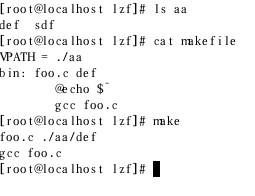 [root@localhost lzf]# ls aa
def sdf
[root@localhost lzf]# cat makefile
VPATH = ./aa
bin: foo.c def
@echo $^
gcc foo.c
[root@localhost lzf]# make
foo.c ./aa/def
gcc foo.c
[root@localhost lzf]#